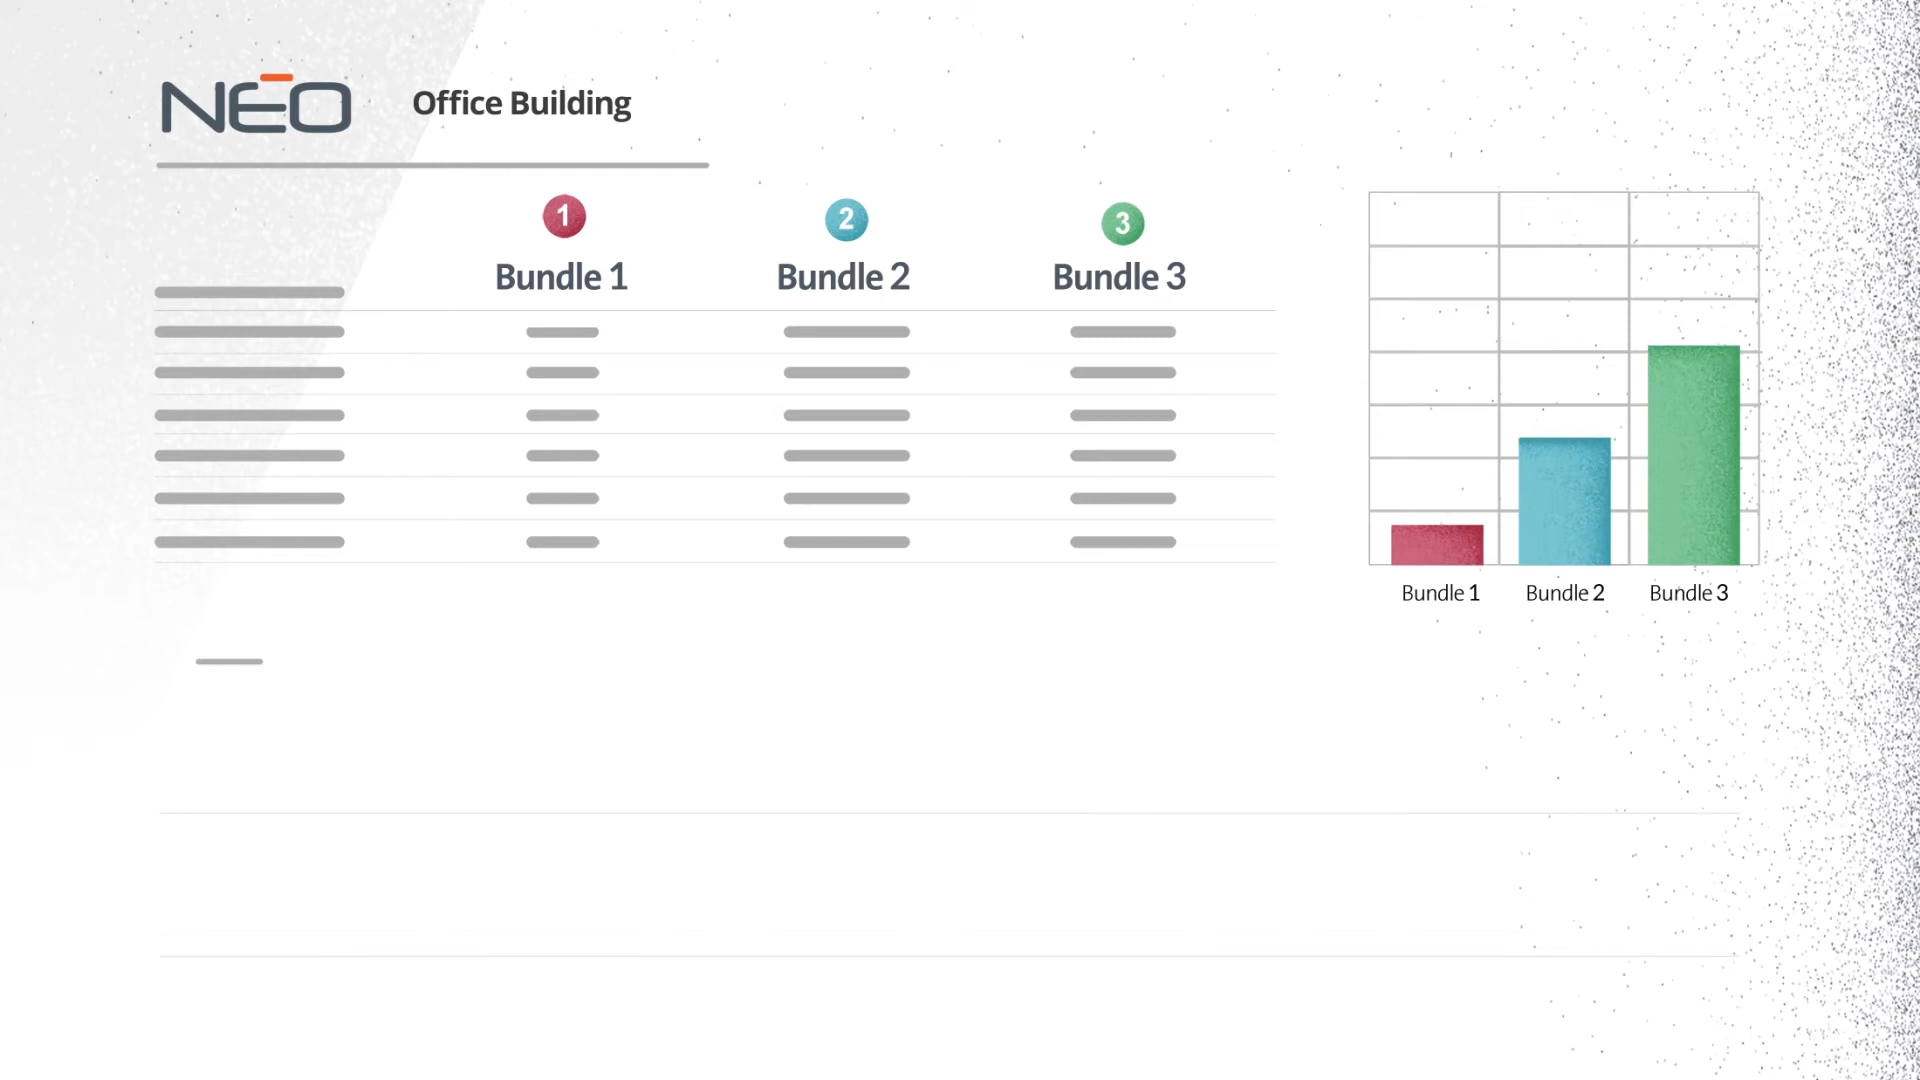 NEO
Office Building
1
2
3
Bundle 1
Bundle 2
Bundle 3
Bundle 1
Bundle 2
Bundle 3